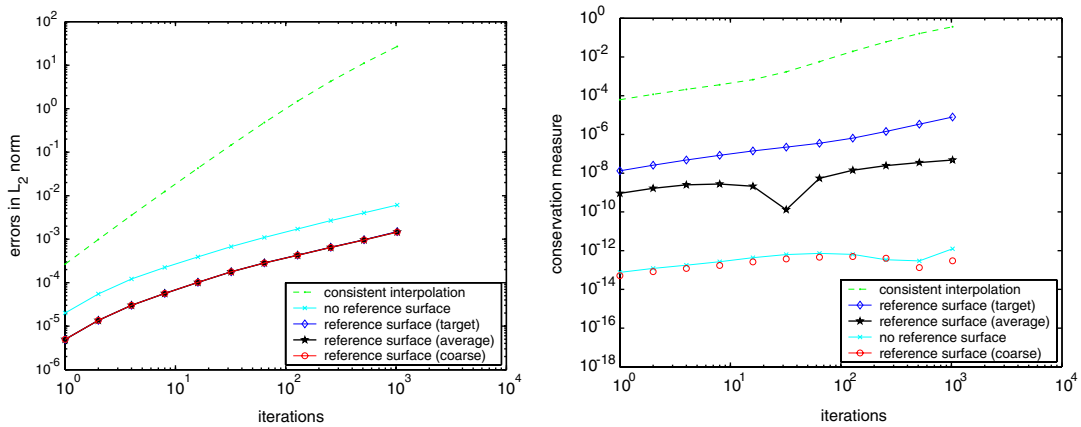 10^2
10^1
10^0
10^-1
10^-2
10^-3
10^-4
10^-5
10^-6
errors in L_2 norm
consistent interpolation
no reference surface
reference surface (target)
reference surface (average)
reference surface (coarse)
10^0
10^1
10^2
10^3
10^4
iterations
10^0
10^-2
10^-4
10^-6
10^-8
10^-10
10^-12
10^-14
10^-16
10^-18
conservation measure
consistent interpolation
reference surface (target)
reference surface (average)
no reference surface
reference surface (coarse)
10^0
10^1
10^2
10^3
10^4
iterations